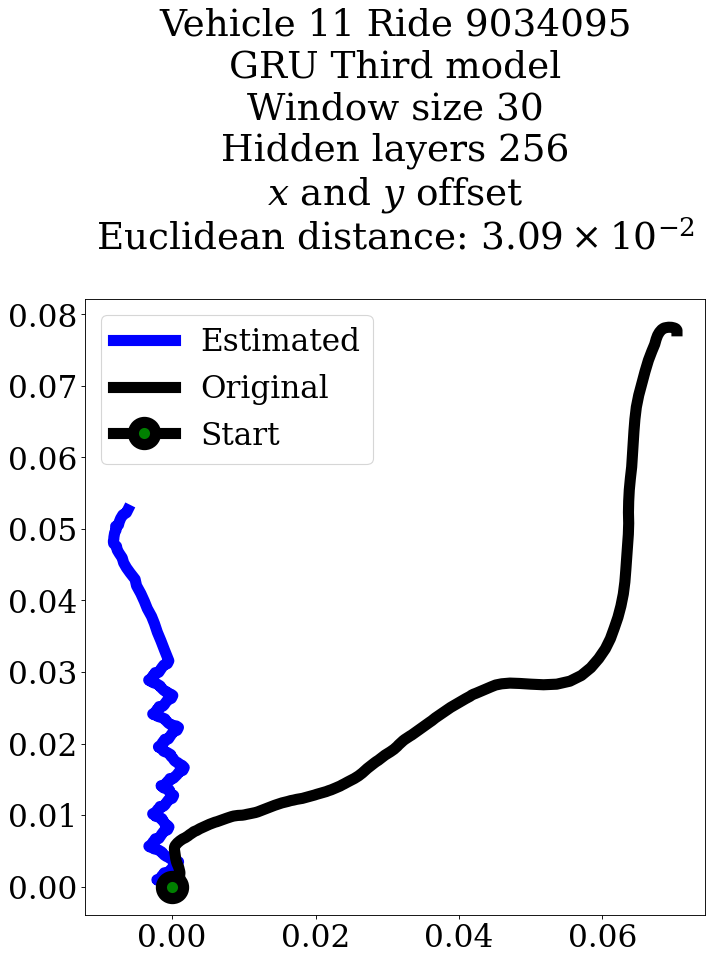 Vehicle 11 Ride 9034095
GRU Third model
Window size 30
Hidden layers 256
x and y offset
Euclidean distance: 3.09 × 10⁻²
0.08
0.07
0.06
0.05
0.04
0.03
0.02
0.01
0.00
Estimated
Original
Start
0.00 0.02 0.04 0.06